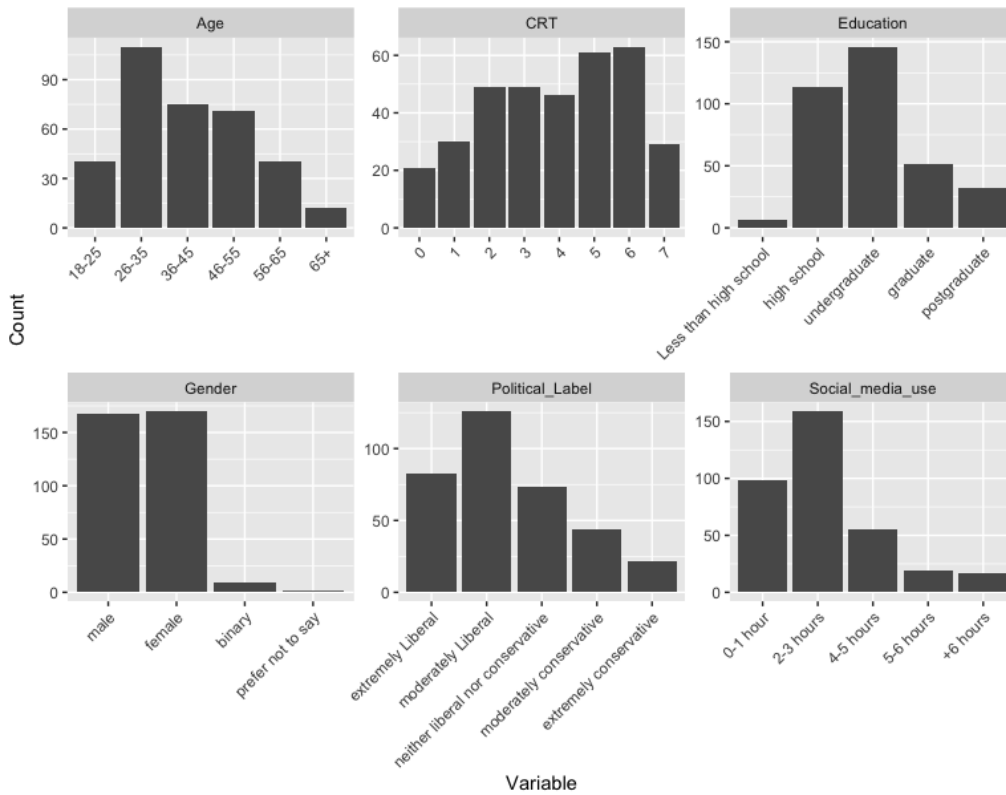 Age
CRT
Education
90
60
30
0
60
40
20
0
150
100
50
0
18-25
26-35
36-45
46-55
56-65
65+
0
1
2
3
4
5
6
7
Less than high school
high school
undergraduate
graduate
postgraduate
Count
Gender
Political_Label
Social_media_use
150
100
50
0
100
50
0
150
100
50
0
male
female
binary
prefer not to say
extremely Liberal
moderately Liberal
neither liberal nor conservative
moderately conservative
extremely conservative
0-1 hour
2-3 hours
4-5 hours
5-6 hours
+6 hours
Variable